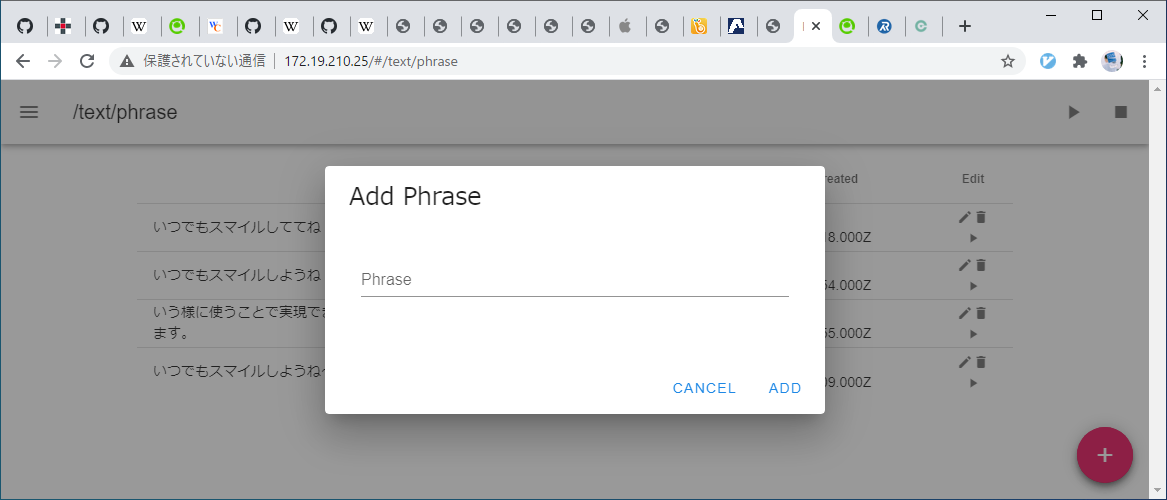 保護されていない通信
172.19.210.25/#/text/phrase
/text/phrase
reated
Edit
いつでもスマイルしててね
18.000Z
いつでもスマイルしようね
54.000Z
いう様に使うことで実現でき
ます。
55.000Z
いつでもスマイルしようね
09.000Z
Add Phrase
Phrase
CANCEL
ADD